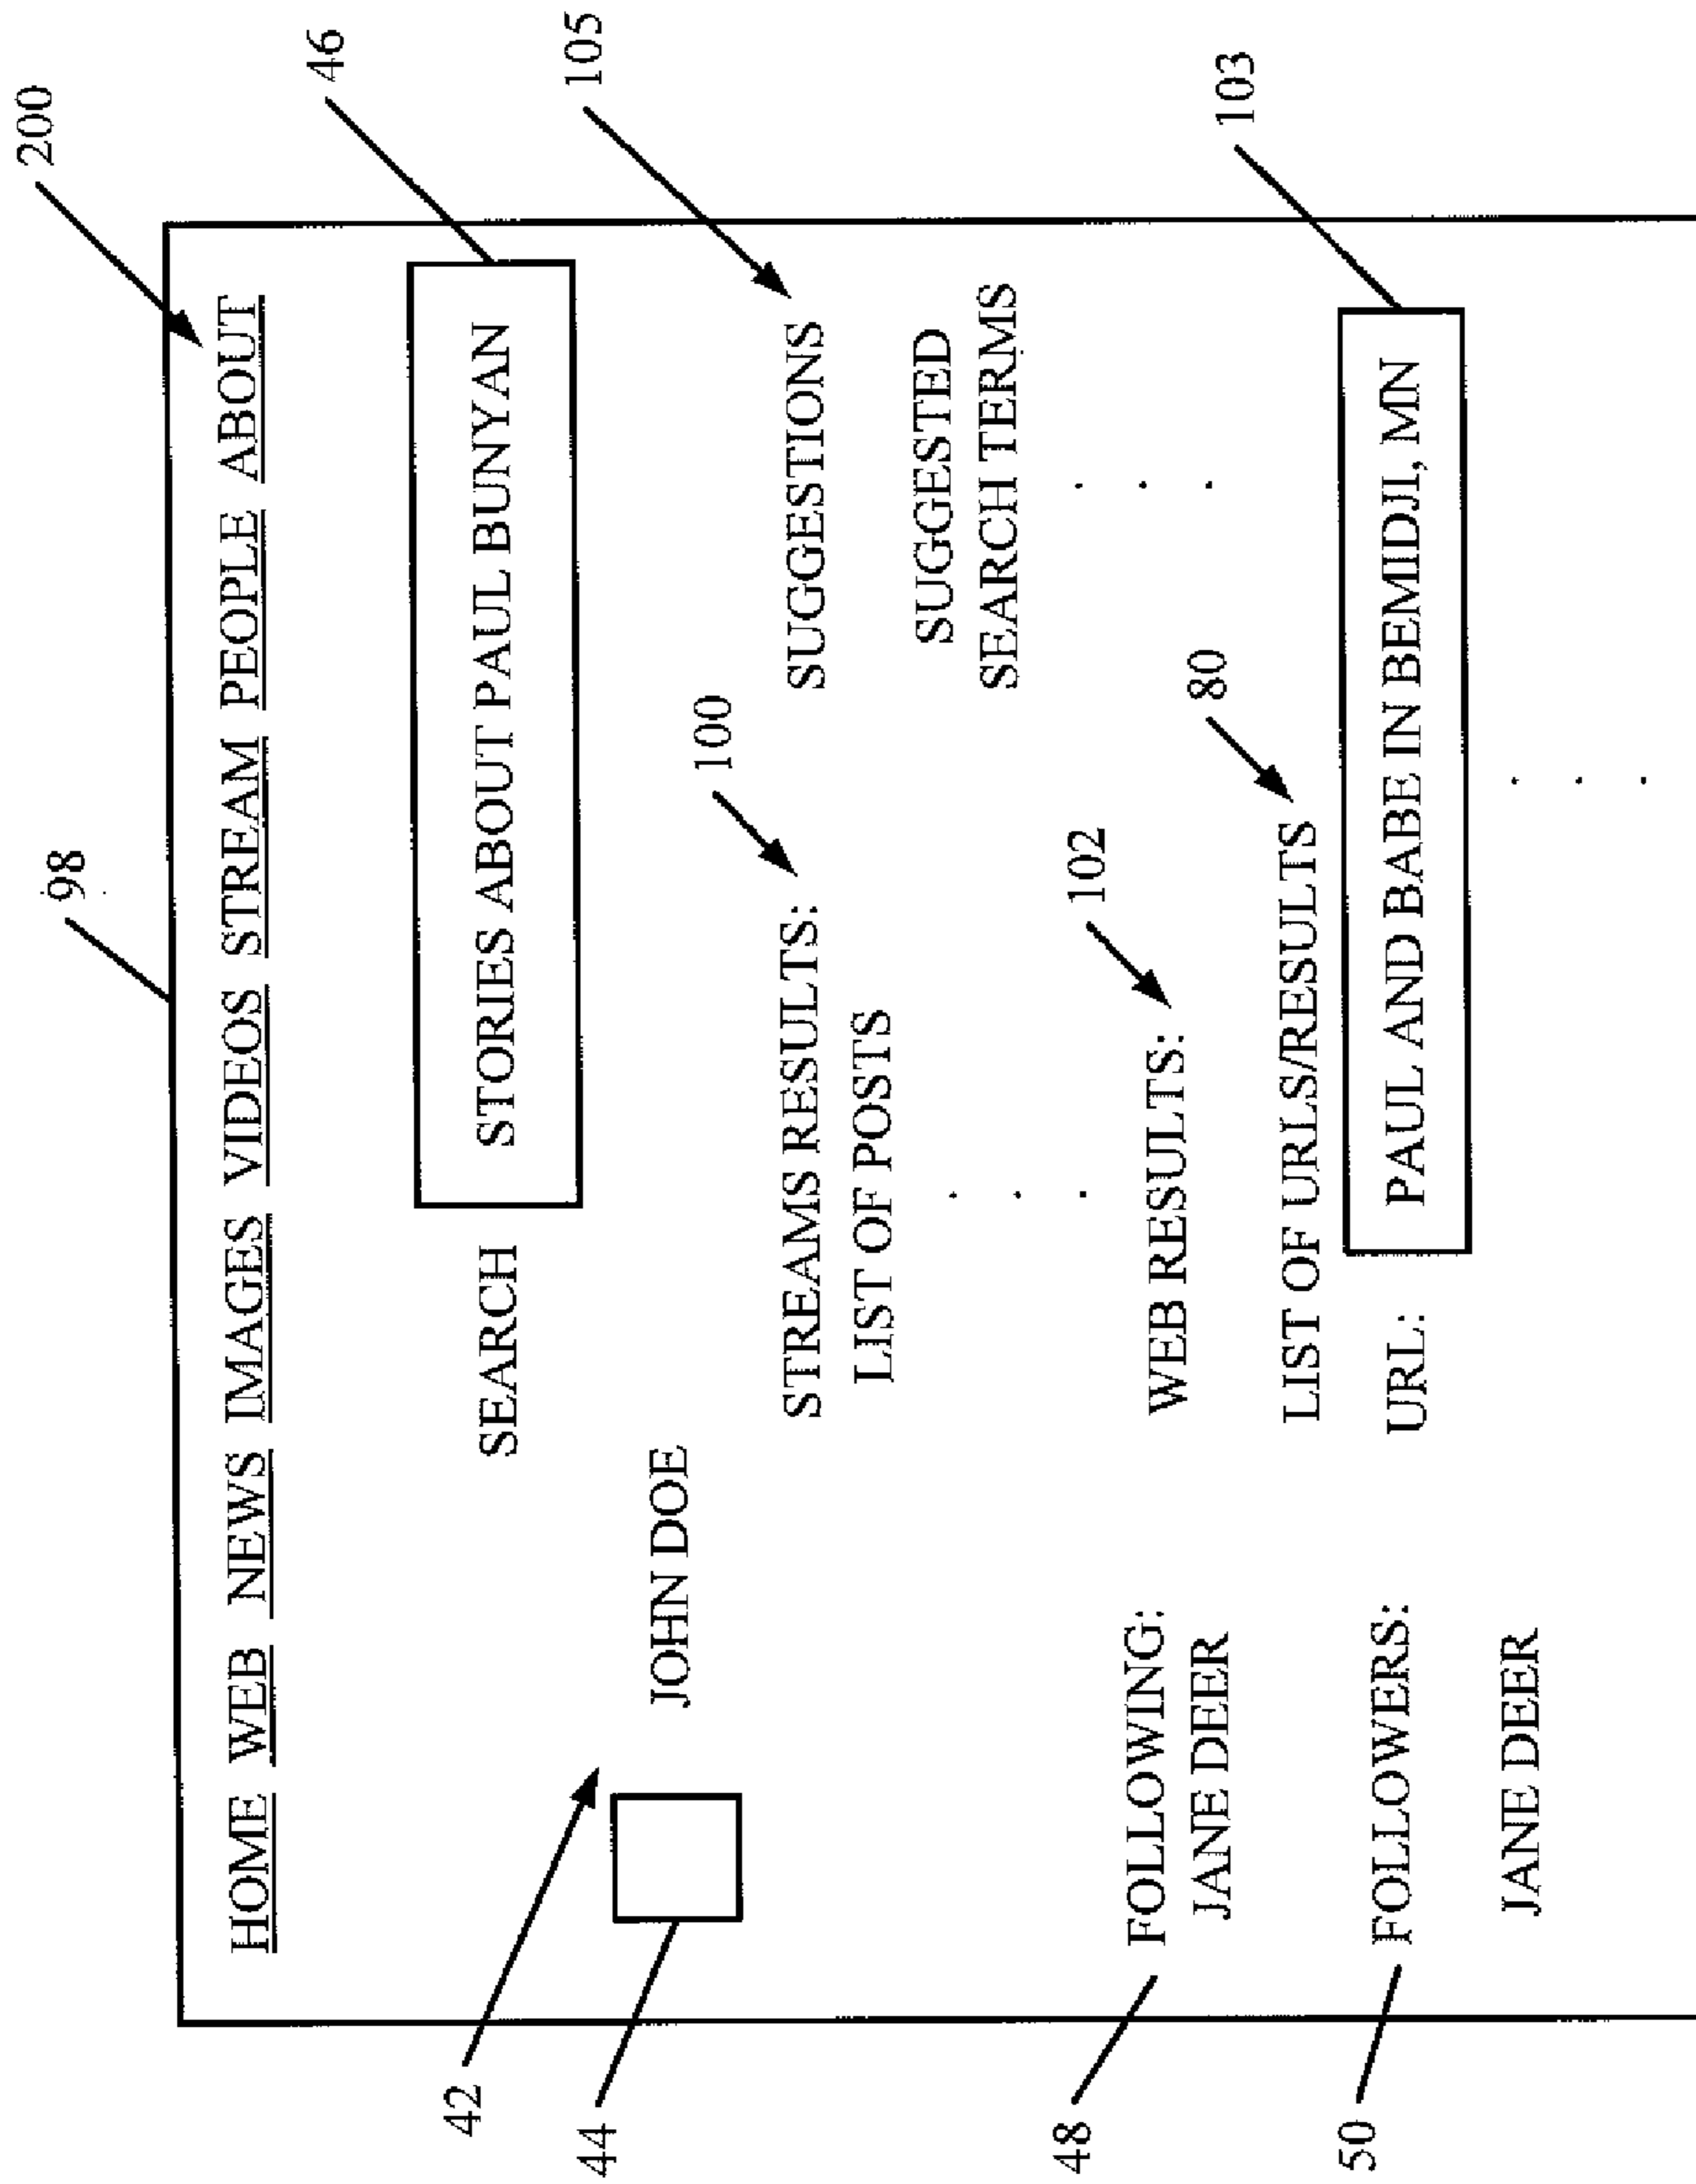 98
200
HOME WEB NEWS IMAGES VIDEOS STREAM PEOPLE ABOUT
46
SEARCH STORIES ABOUT PAUL BUNYAN
42
JOHN DOE
44
105
100
STREAMS RESULTS: SUGGESTIONS
LIST OF POSTS
SUGGESTED
SEARCH TERMS
102
48
FOLLOWING: WEB RESULTS:
JANE DEER
80
LIST OF URLS/RESULTS
103
50
FOLLOWERS: URL: PAUL AND BABE IN BEMIDJI, MN
JANE DEER